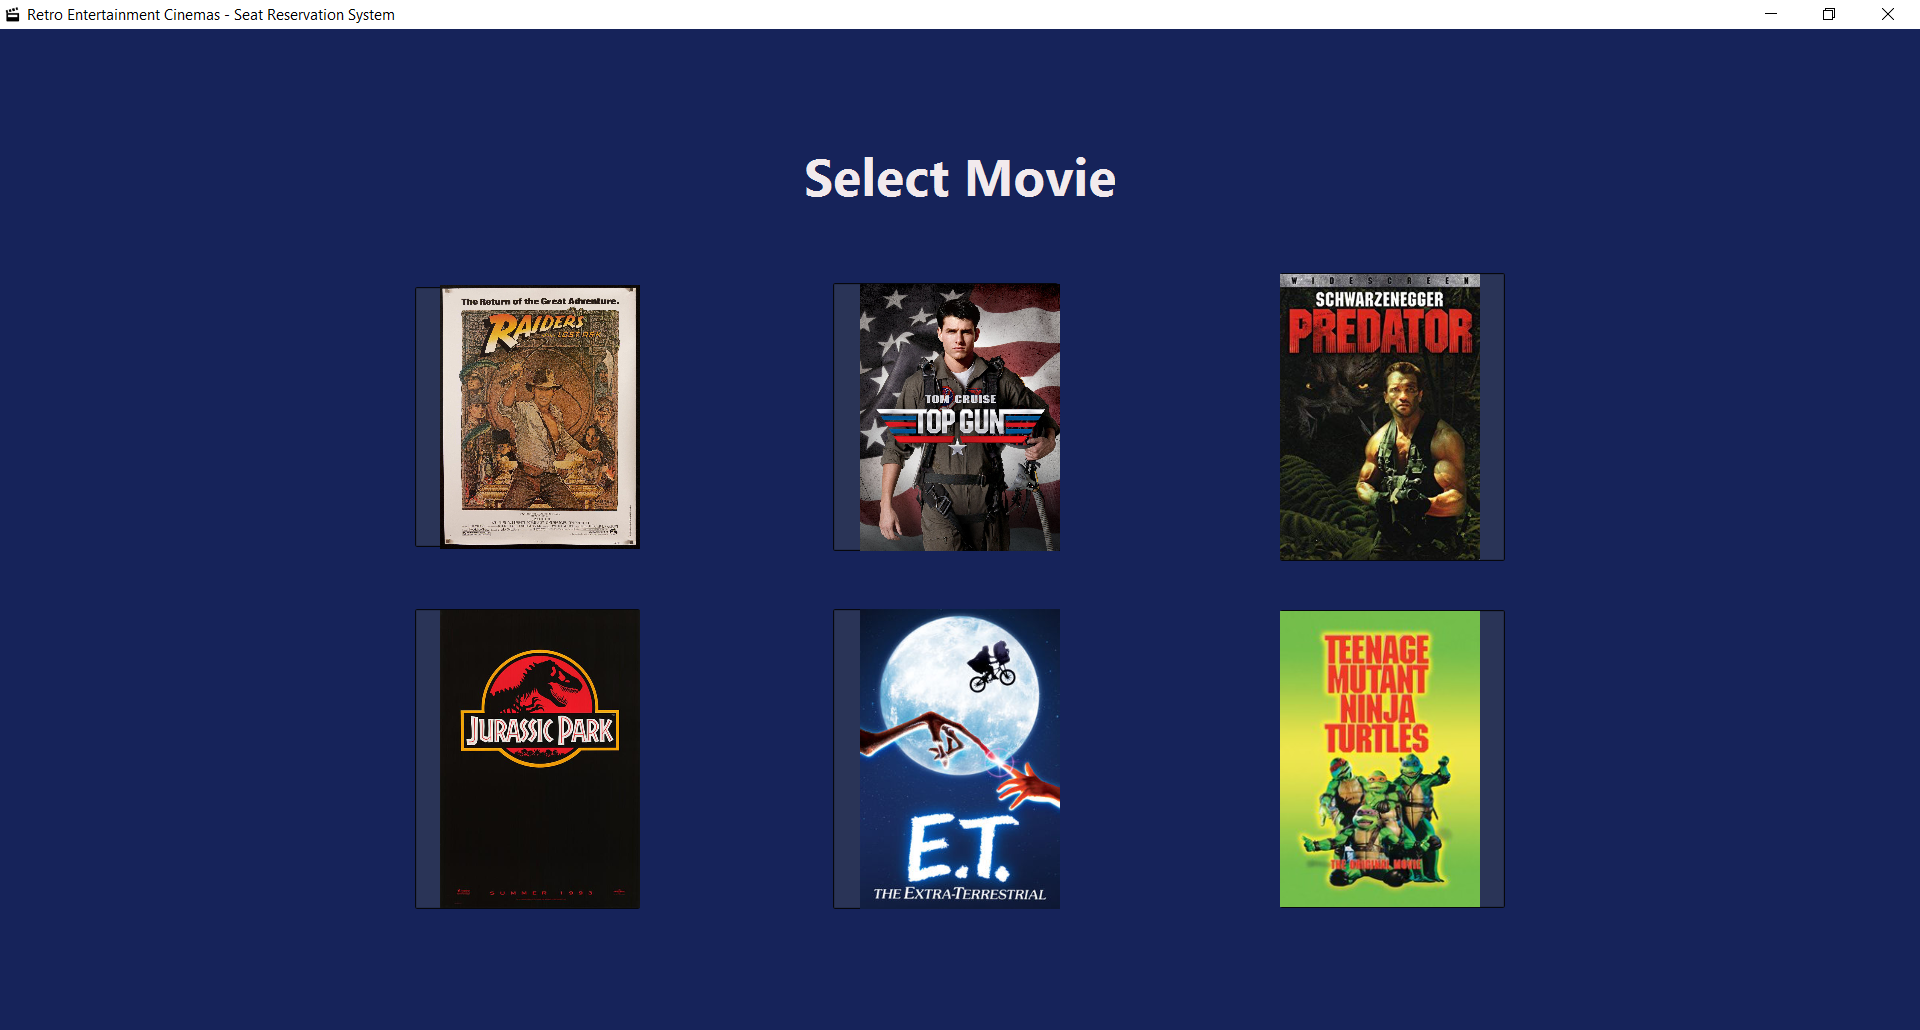 Retro Entertainment Cinemas - Seat Reservation System
Select Movie
The Return of the Great Adventure.
RAIDERS
OF THE LOST ARK
TOM CRUISE
TOP GUN
WIDESCREEN
SCHWARZENEGGER
PREDATOR
JURASSIC PARK
SUMMER 1993
E.T.
THE EXTRA-TERRESTRIAL
TEENAGE
MUTANT
NINJA
TURTLES
THE ORIGINAL MOVIE